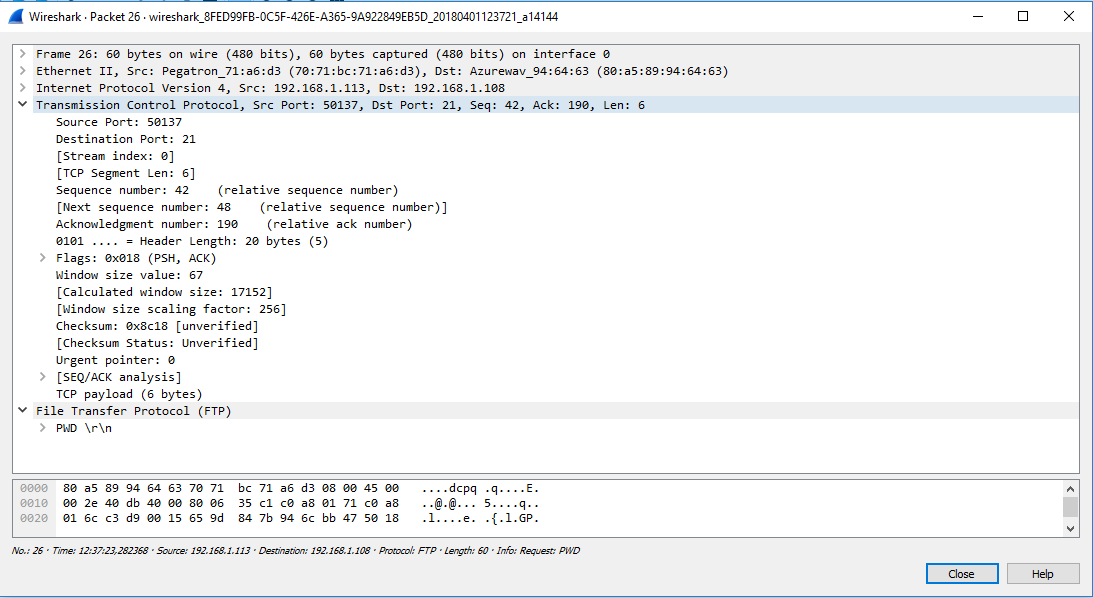 Wireshark · Packet 26 · wireshark_8FED99FB-0C5F-426E-A365-9A922849EB5D_20180401123721_a14144
Frame 26: 60 bytes on wire (480 bits), 60 bytes captured (480 bits) on interface 0
Ethernet II, Src: Pegatron_71:a6:d3 (70:71:bc:71:a6:d3), Dst: Azurewav_94:64:63 (80:a5:89:94:64:63)
Internet Protocol Version 4, Src: 192.168.1.113, Dst: 192.168.1.108
Transmission Control Protocol, Src Port: 50137, Dst Port: 21, Seq: 42, Ack: 190, Len: 6
Source Port: 50137
Destination Port: 21
[Stream index: 0]
[TCP Segment Len: 6]
Sequence number: 42    (relative sequence number)
[Next sequence number: 48    (relative sequence number)]
Acknowledgment number: 190    (relative ack number)
0101 .... = Header Length: 20 bytes (5)
Flags: 0x018 (PSH, ACK)
Window size value: 67
[Calculated window size: 17152]
[Window size scaling factor: 256]
Checksum: 0x8c18 [unverified]
[Checksum Status: Unverified]
Urgent pointer: 0
[SEQ/ACK analysis]
TCP payload (6 bytes)
File Transfer Protocol (FTP)
PWD \r\n
0000  80 a5 89 94 64 63 70 71  bc 71 a6 d3 08 00 45 00   ....dcpq .q....E.
0010  00 2e 40 db 40 00 80 06  35 c1 c0 a8 01 71 c0 a8   ..@.@... 5....q..
0020  01 6c c3 d9 00 15 65 9d  84 7b 94 6c bb 47 50 18   .l....e. .{.l.GP.
No.: 26 · Time: 12:37:23,282368 · Source: 192.168.1.113 · Destination: 192.168.1.108 · Protocol: FTP · Length: 60 · Info: Request: PWD
Close Help